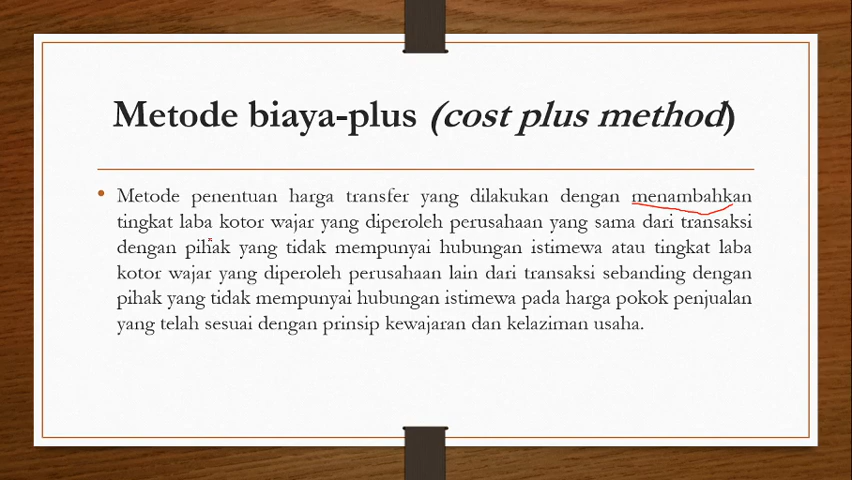 Metode biaya-plus (cost plus method)
• Metode penentuan harga transfer yang dilakukan dengan menambahkan
tingkat laba kotor wajar yang diperoleh perusahaan yang sama dari transaksi
dengan pihak yang tidak mempunyai hubungan istimewa atau tingkat laba
kotor wajar yang diperoleh perusahaan lain dari transaksi sebanding dengan
pihak yang tidak mempunyai hubungan istimewa pada harga pokok penjualan
yang telah sesuai dengan prinsip kewajaran dan kelaziman usaha.